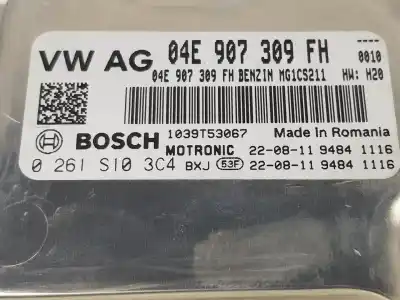 VW AG 04E 907 309 FH ----
0010
04E 907 309 FH BENZIN MG1CS211 HW: H20
BOSCH 1039T53067 Made in Romania
MOTRONIC 22-08-11 9484 1116
0 261 S10 3C4 BXJ 53F 22-08-11 9484 1116